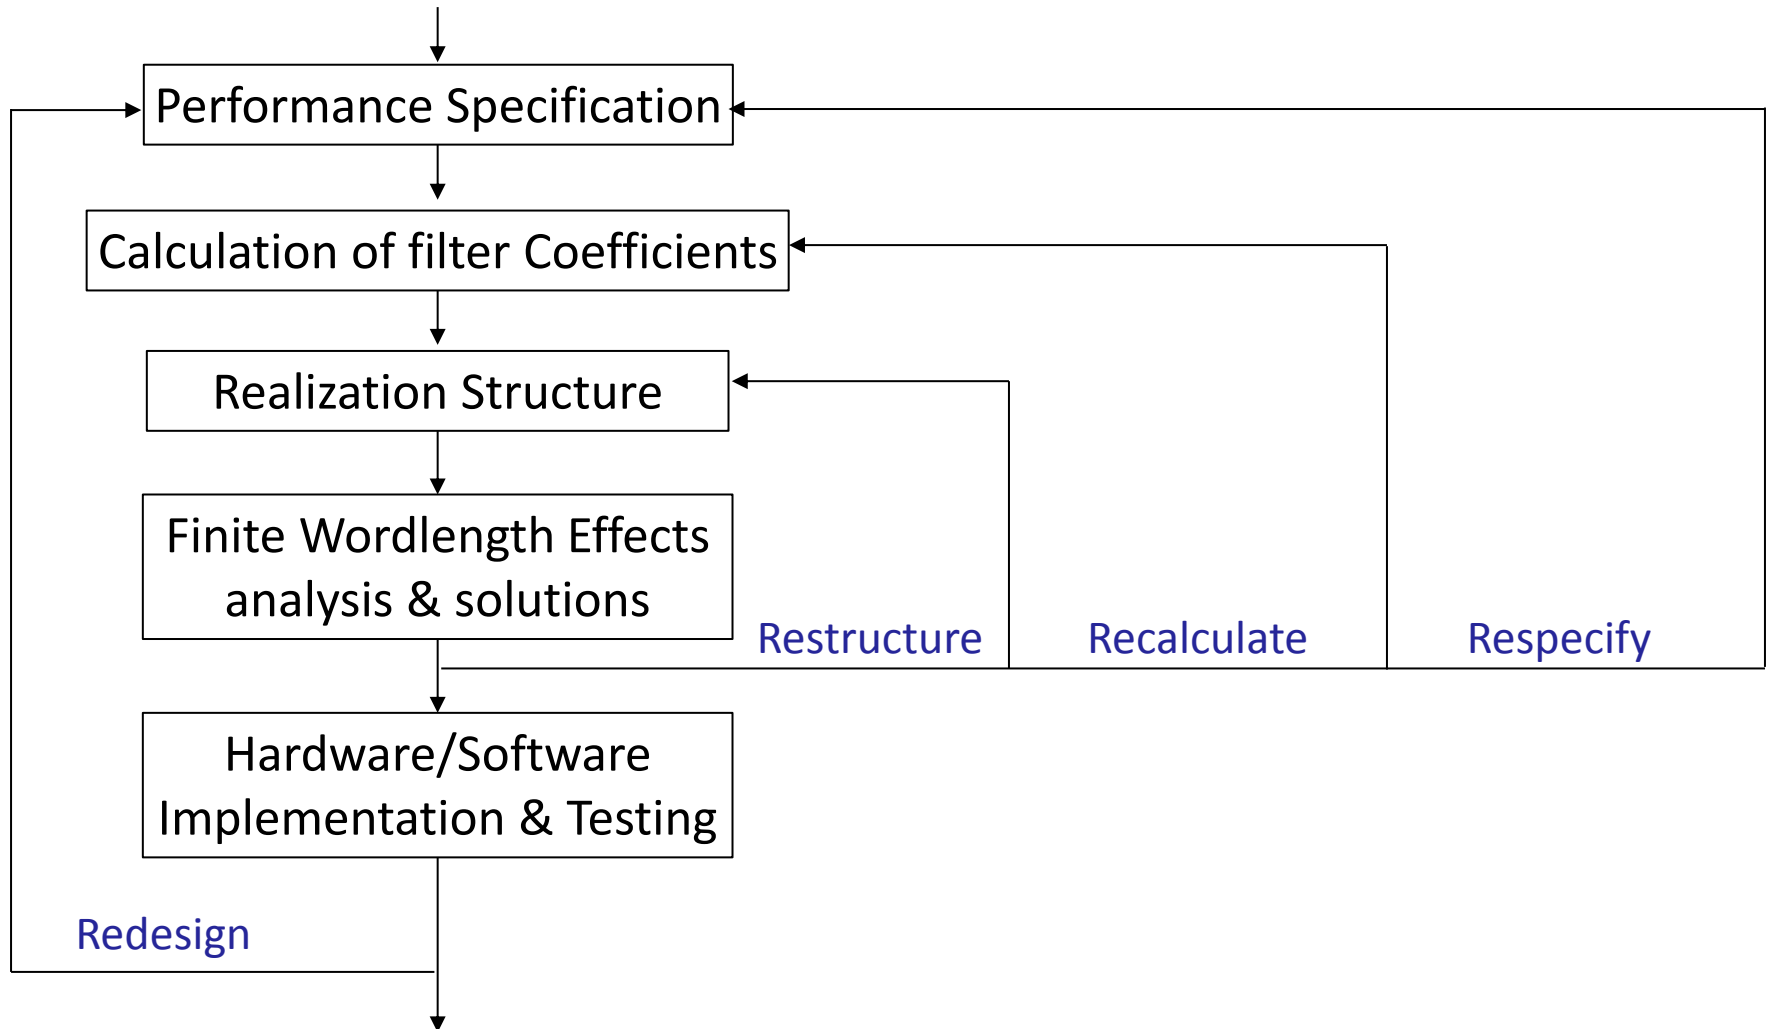 Performance Specification
Calculation of filter Coefficients
Realization Structure
Finite Wordlength Effects
analysis & solutions
Restructure
Recalculate
Respecify
Hardware/Software
Implementation & Testing
Redesign